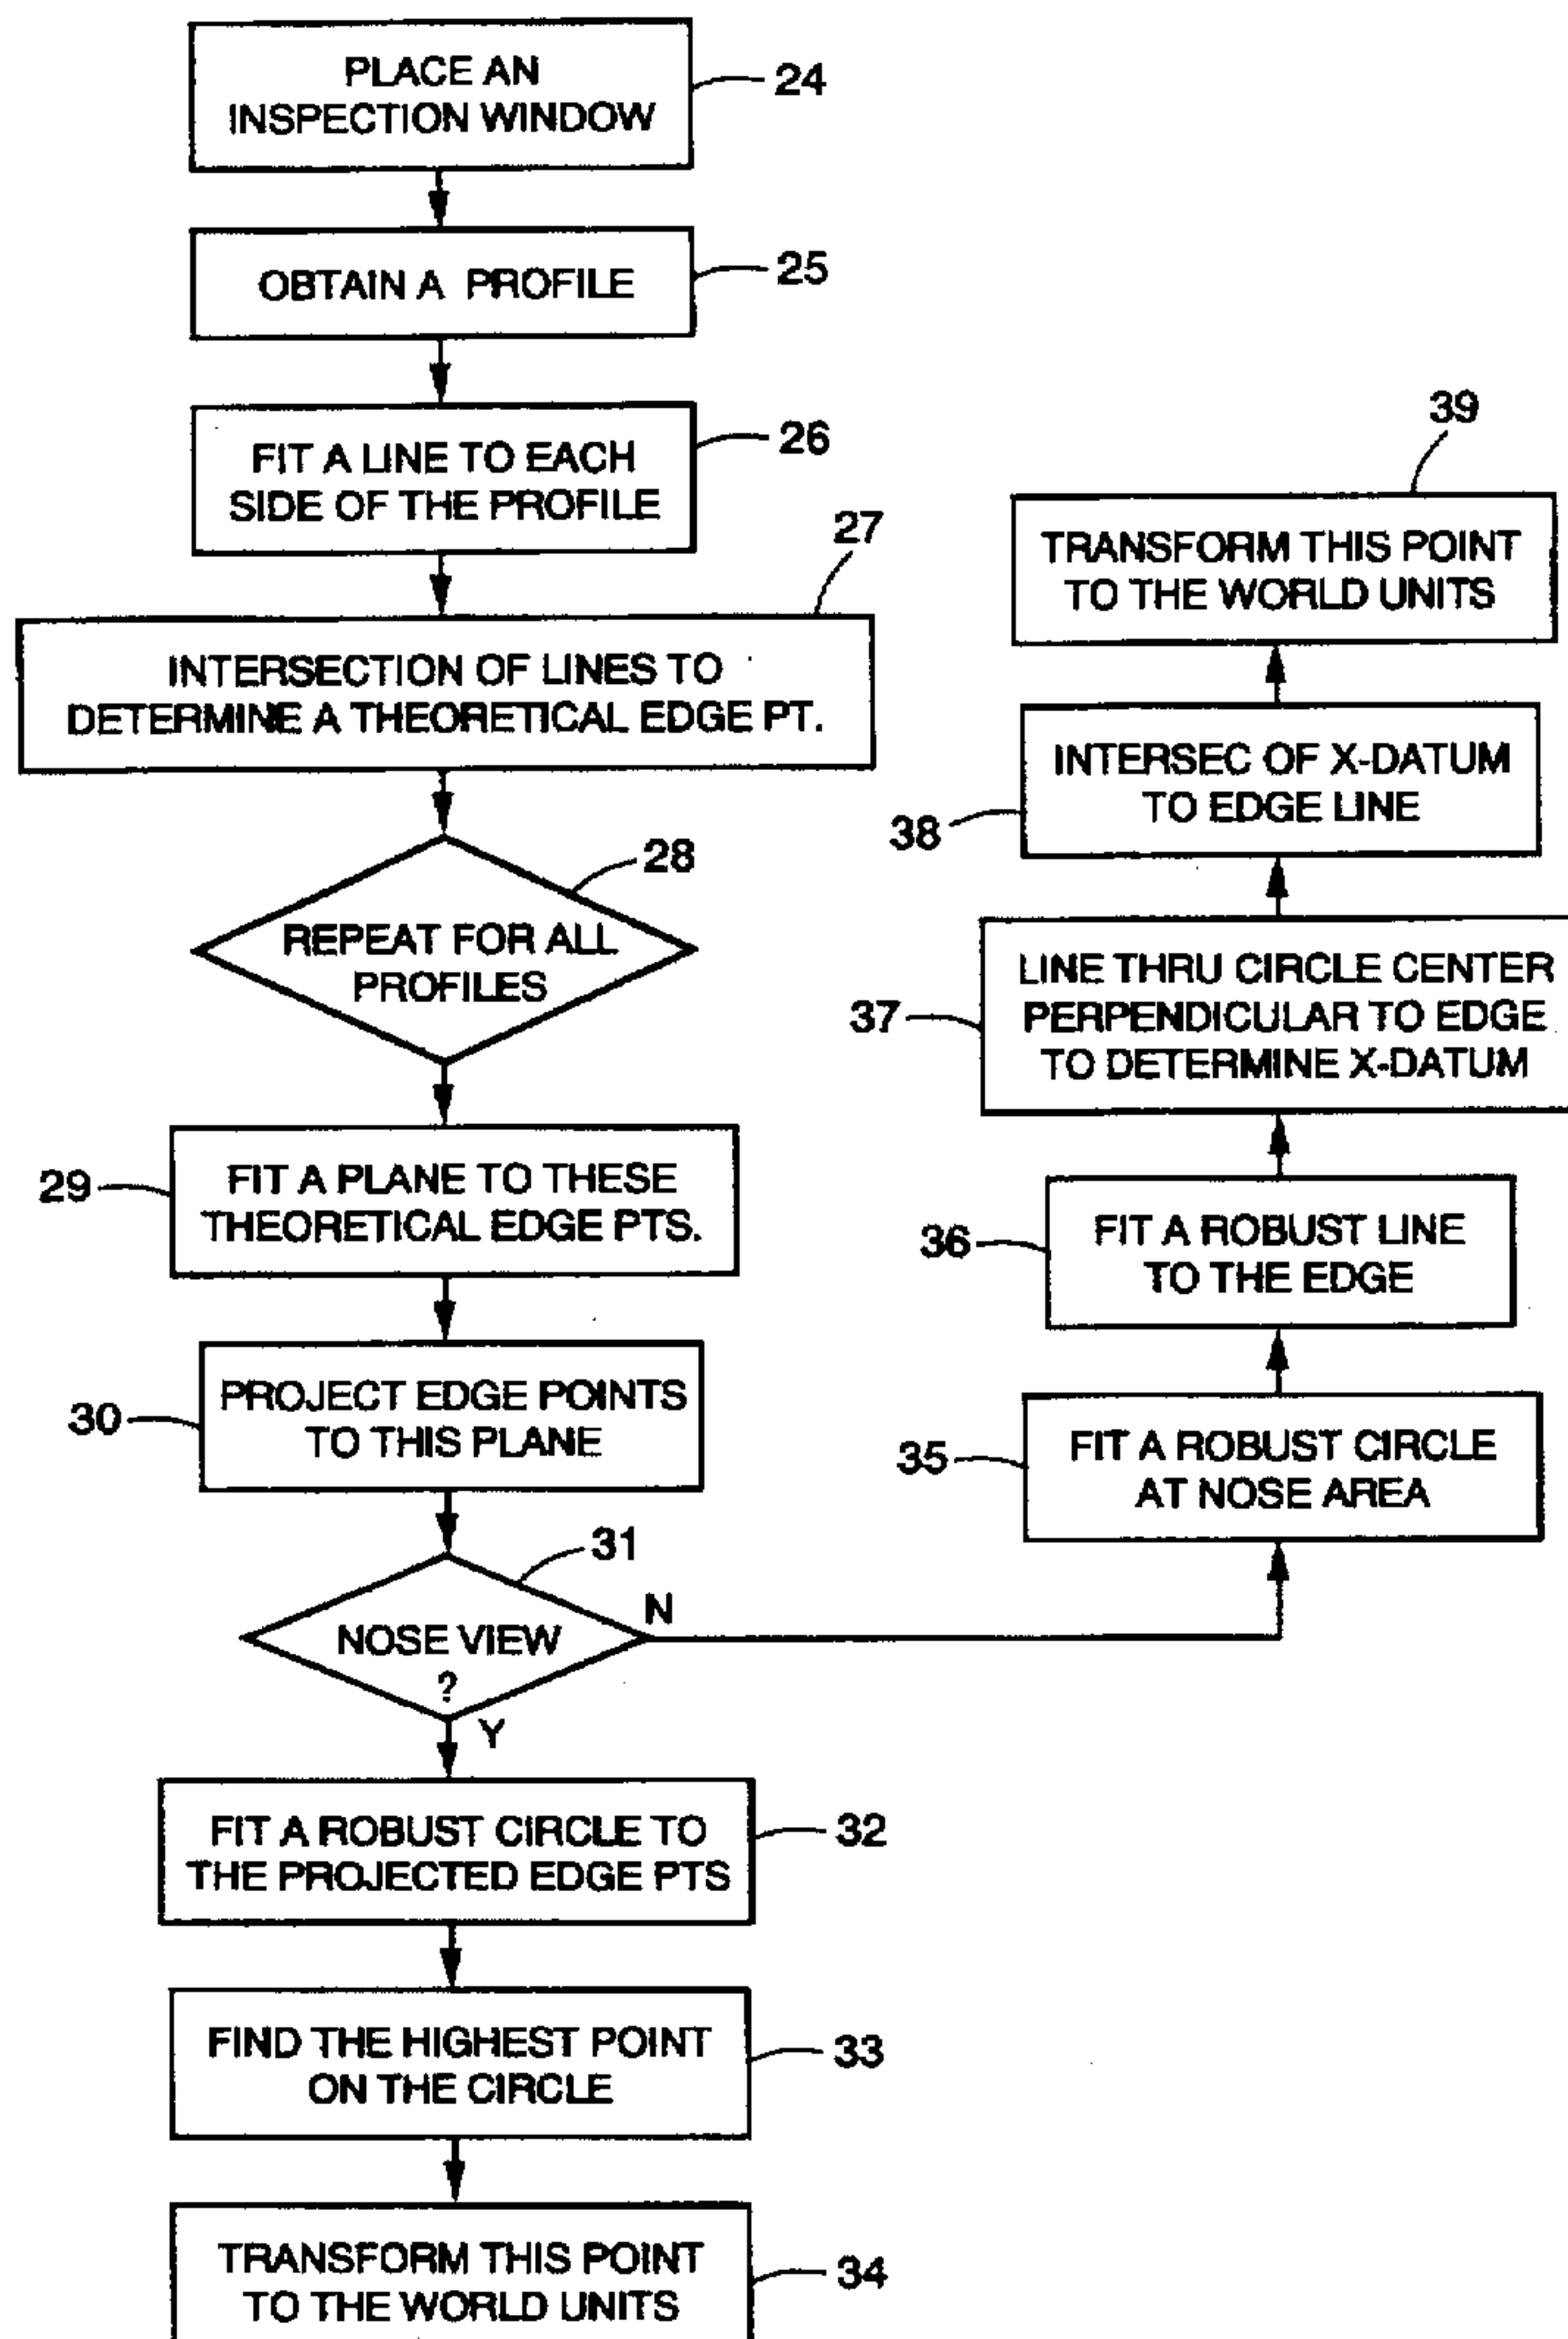 PLACE AN
INSPECTION WINDOW
24
OBTAIN A PROFILE
25
FIT A LINE TO EACH
SIDE OF THE PROFILE
26
INTERSECTION OF LINES TO
DETERMINE A THEORETICAL EDGE PT.
27
REPEAT FOR ALL
PROFILES
28
FIT A PLANE TO THESE
THEORETICAL EDGE PTS.
29
PROJECT EDGE POINTS
TO THIS PLANE
30
NOSE VIEW
?
31
N
Y
FIT A ROBUST CIRCLE TO
THE PROJECTED EDGE PTS
32
FIND THE HIGHEST POINT
ON THE CIRCLE
33
TRANSFORM THIS POINT
TO THE WORLD UNITS
34
39
TRANSFORM THIS POINT
TO THE WORLD UNITS
INTERSEC OF X-DATUM
TO EDGE LINE
38
LINE THRU CIRCLE CENTER
PERPENDICULAR TO EDGE
TO DETERMINE X-DATUM
37
FIT A ROBUST LINE
TO THE EDGE
36
FIT A ROBUST CIRCLE
AT NOSE AREA
35